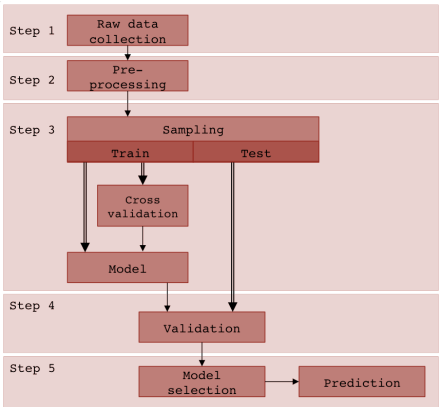 Step 1
Raw data
collection
Step 2
Pre-
processing
Step 3
Sampling
Train
Test
Cross
validation
Model
Step 4
Validation
Step 5
Model
selection
Prediction